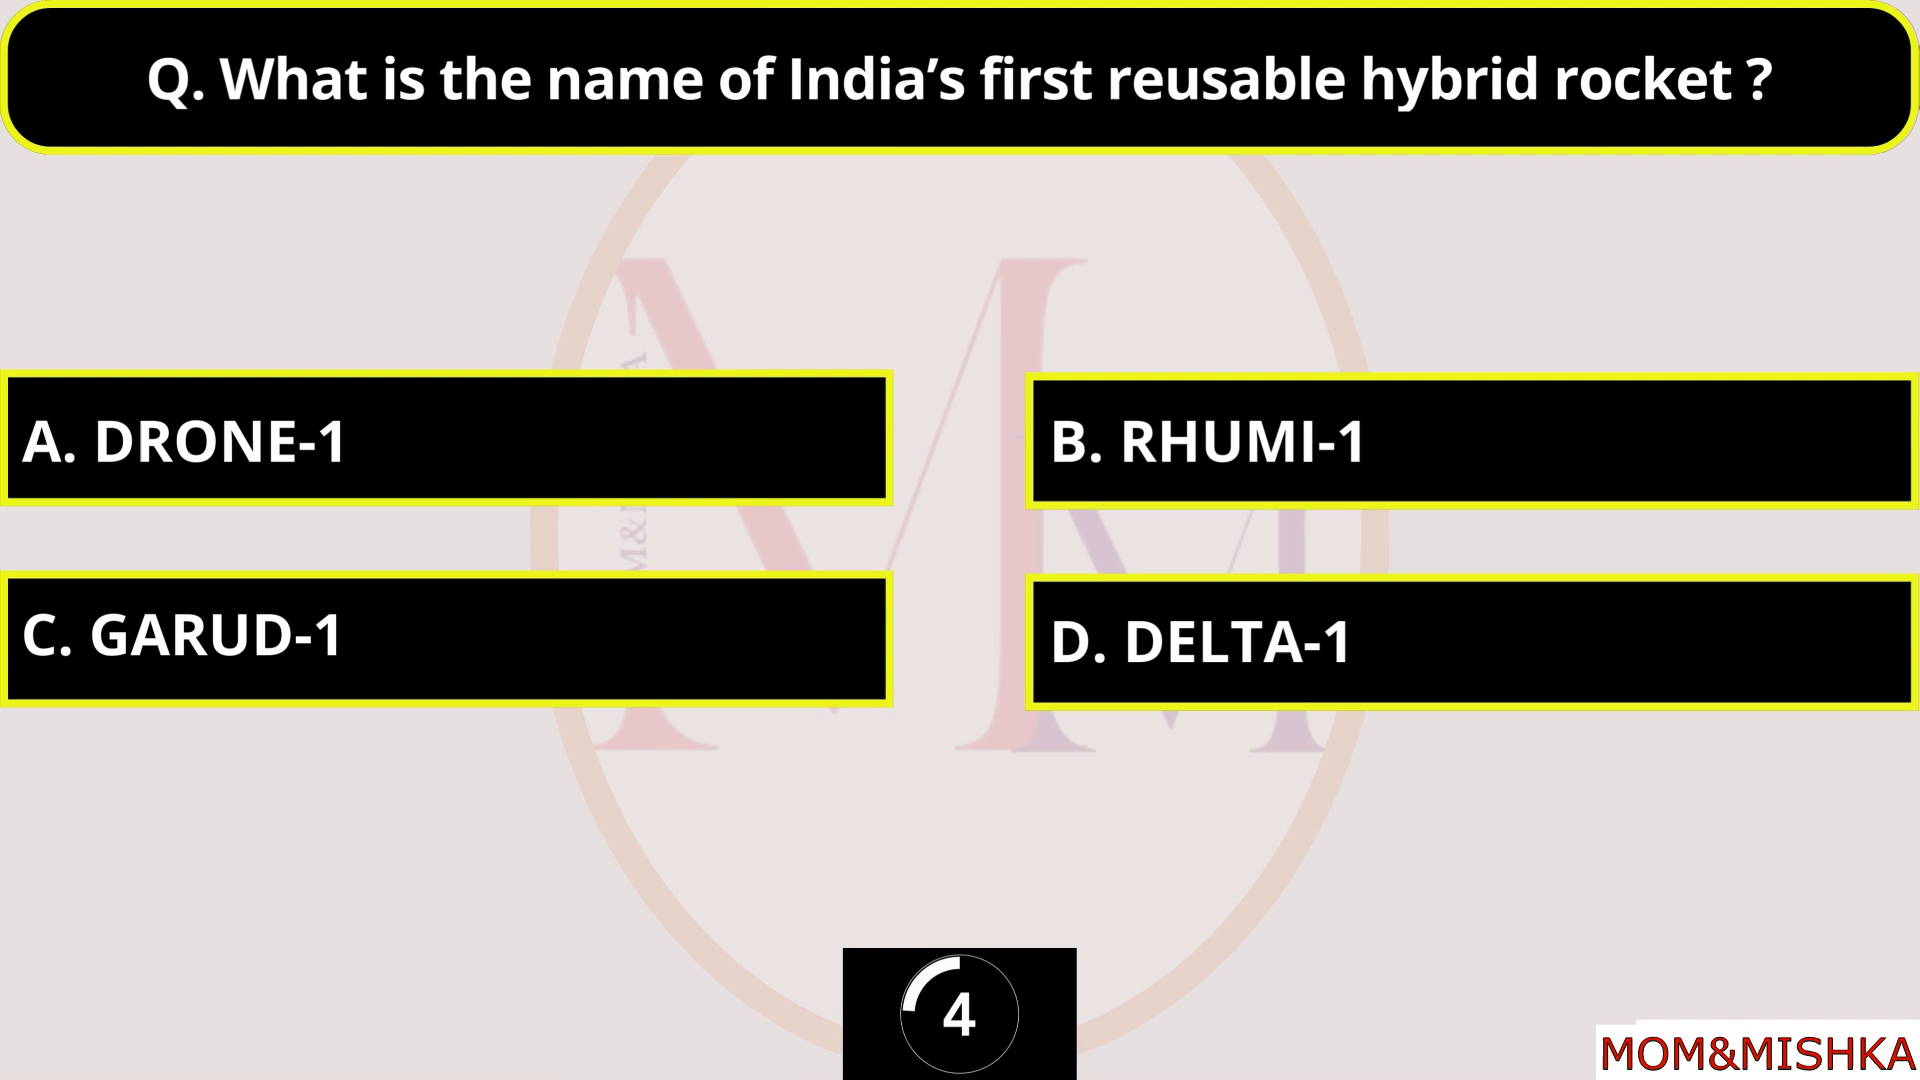 Q. What is the name of India’s first reusable hybrid rocket ?
A. DRONE-1
B. RHUMI-1
C. GARUD-1
D. DELTA-1
4
MOM&MISHKA